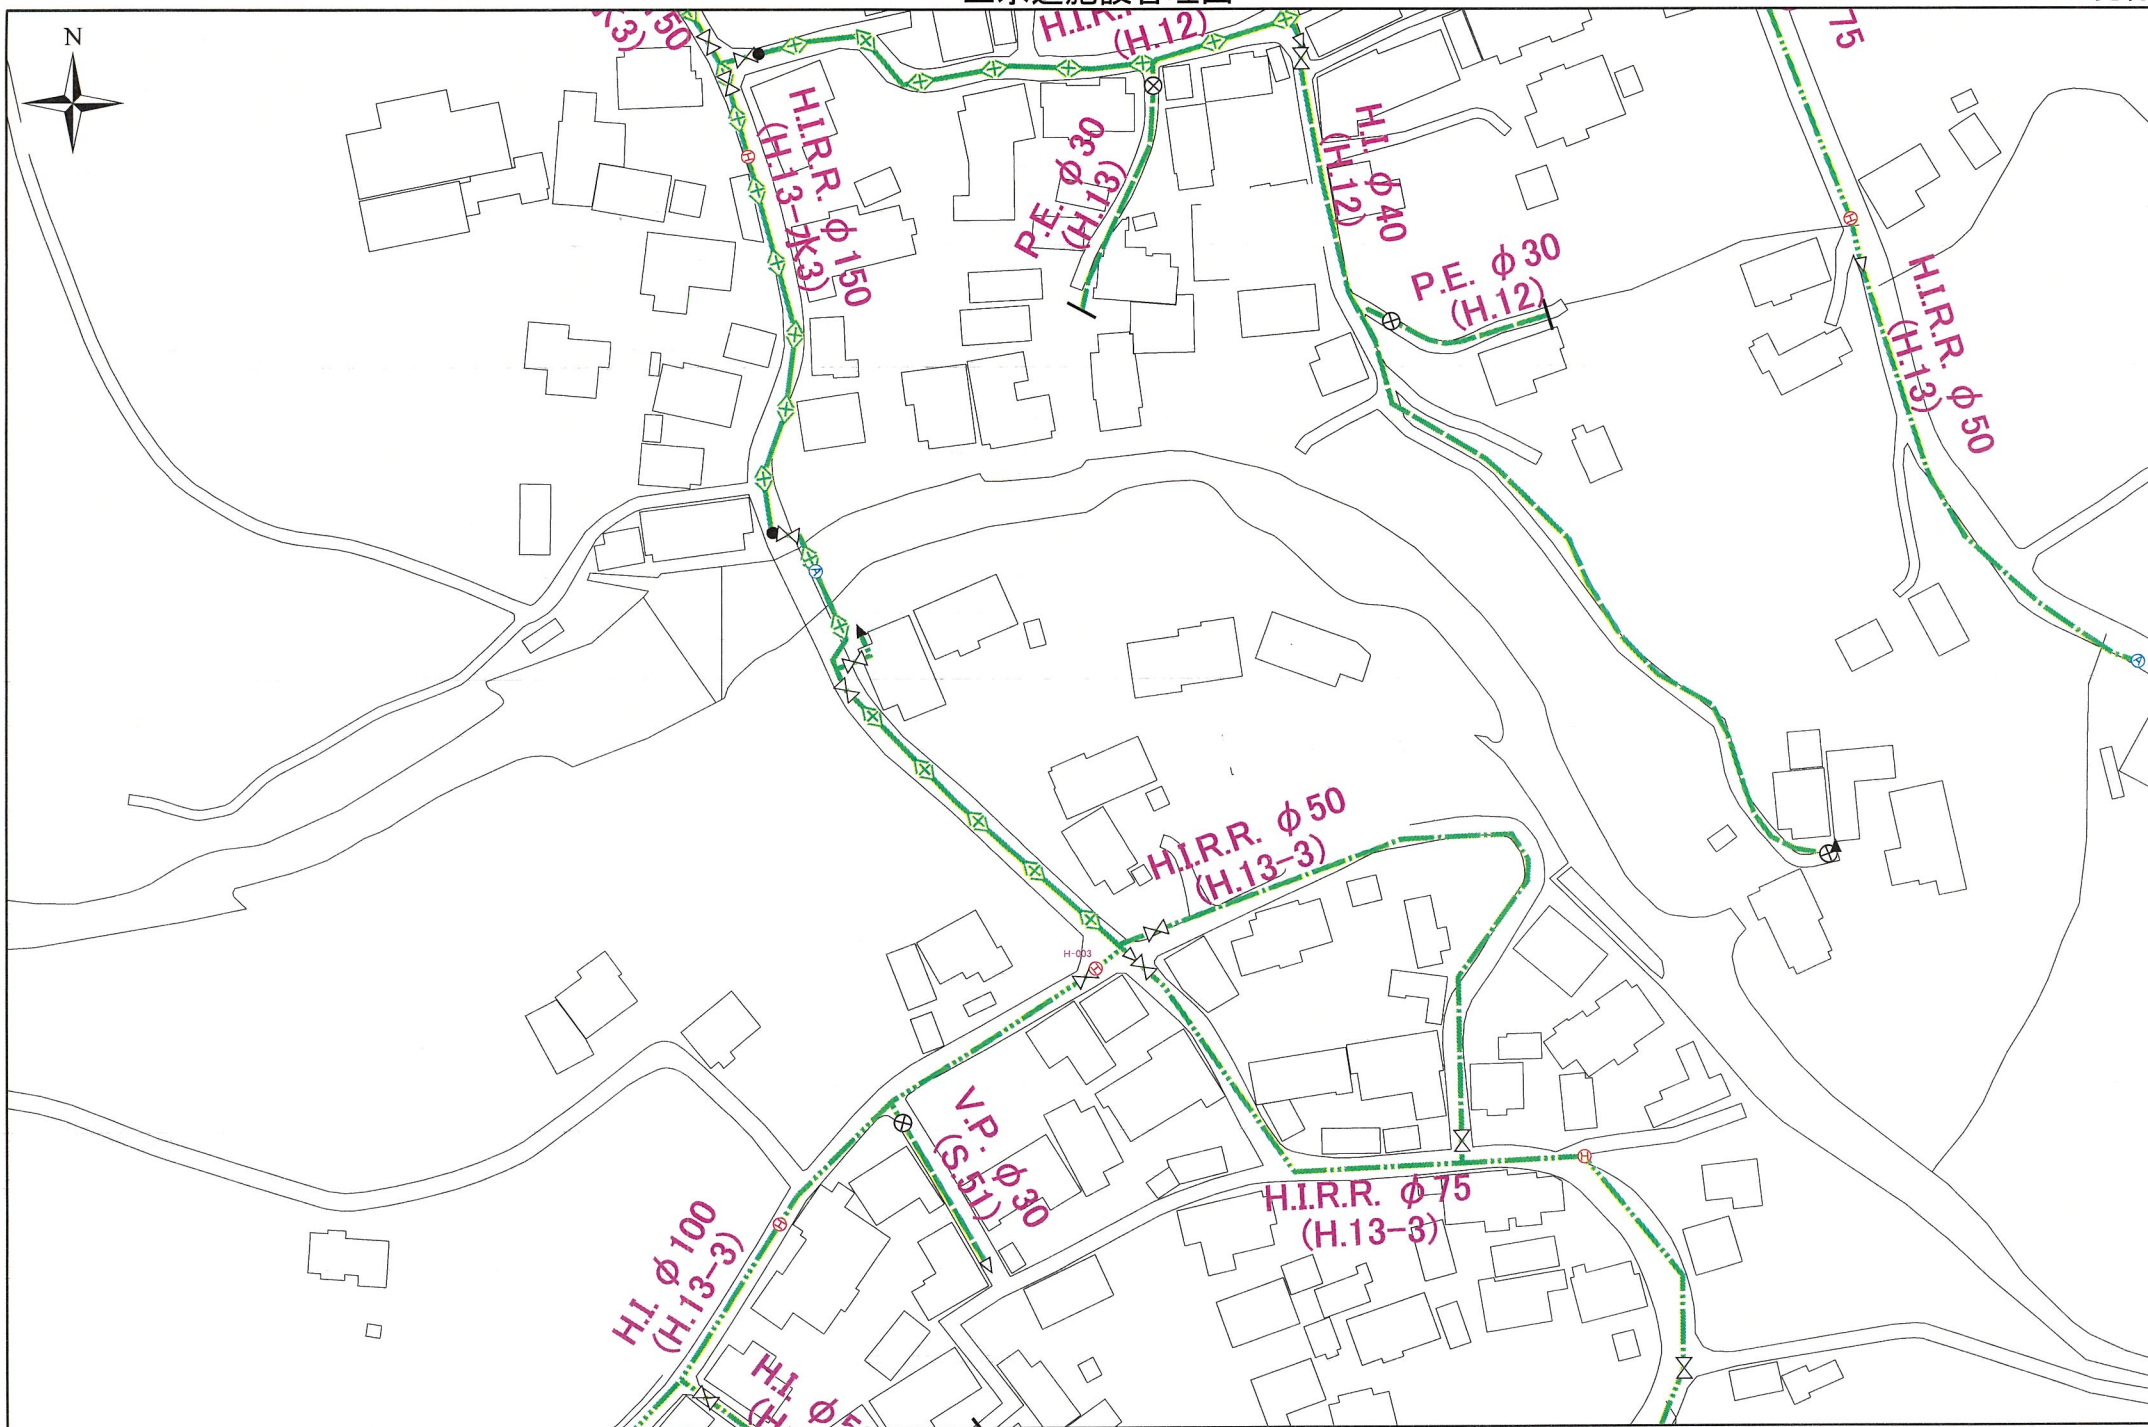 N
H.I.R.R. φ150
(H.13-水3)
P.E. φ30
(H.13)
(H.12)
H.I. φ40
(H.12)
P.E. φ30
(H.12)
75
H.I.R.R. φ50
(H.13)
H.I.R.R. φ50
(H.13-3)
H-003
V.P. φ30
(S.51)
H.I.R.R. φ75
(H.13-3)
H.I. φ100
(H.13-3)
H.I.